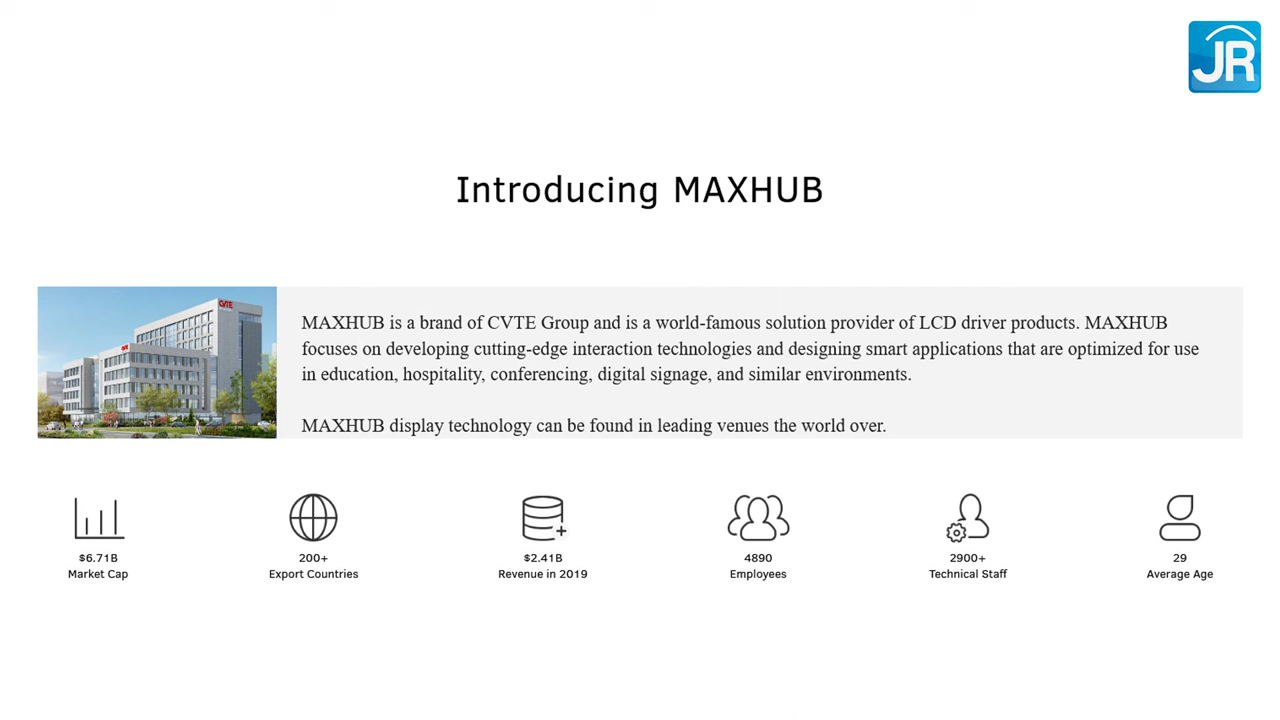 JR
Introducing MAXHUB
CVTE
CVTE
MAXHUB is a brand of CVTE Group and is a world-famous solution provider of LCD driver products. MAXHUB
focuses on developing cutting-edge interaction technologies and designing smart applications that are optimized for use
in education, hospitality, conferencing, digital signage, and similar environments.
MAXHUB display technology can be found in leading venues the world over.
$6.71B
Market Cap
200+
Export Countries
$2.41B
Revenue in 2019
4890
Employees
2900+
Technical Staff
29
Average Age